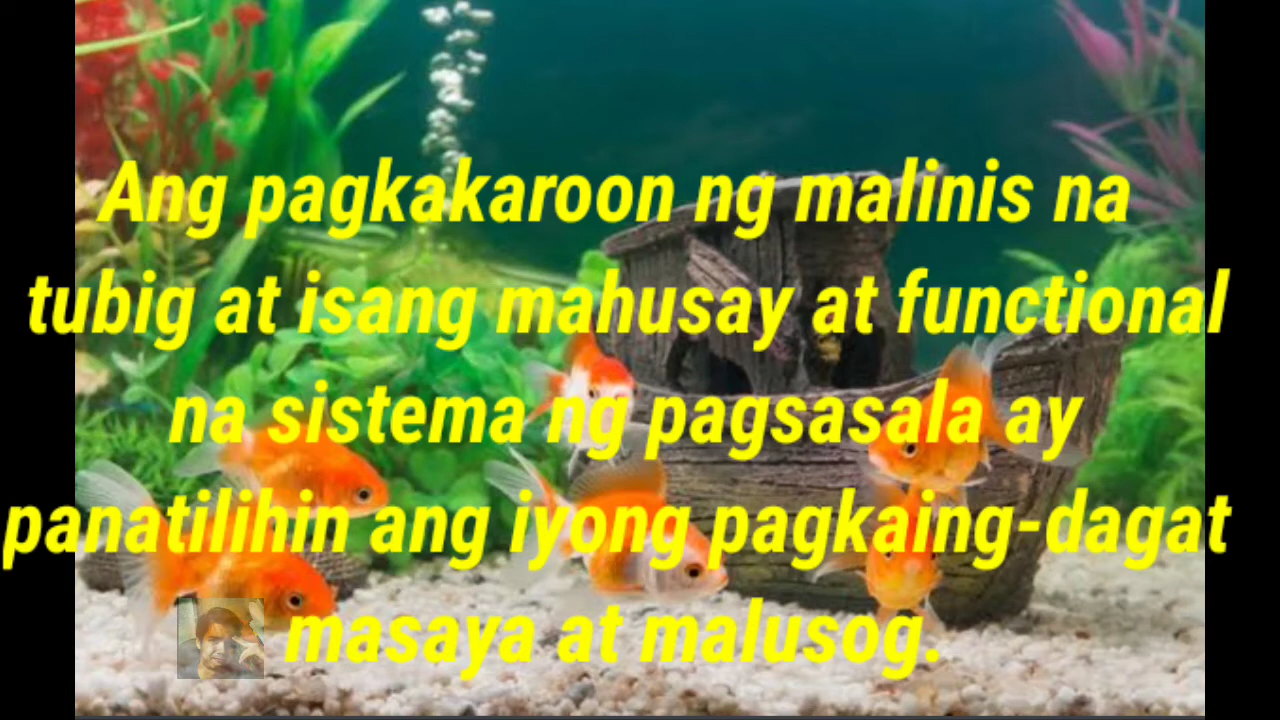 Ang pagkakaroon ng malinis na
tubig at isang mahusay at functional
na sistema ng pagsasala ay
panatilihin ang iyong pagkaing-dagat
masaya at malusog.